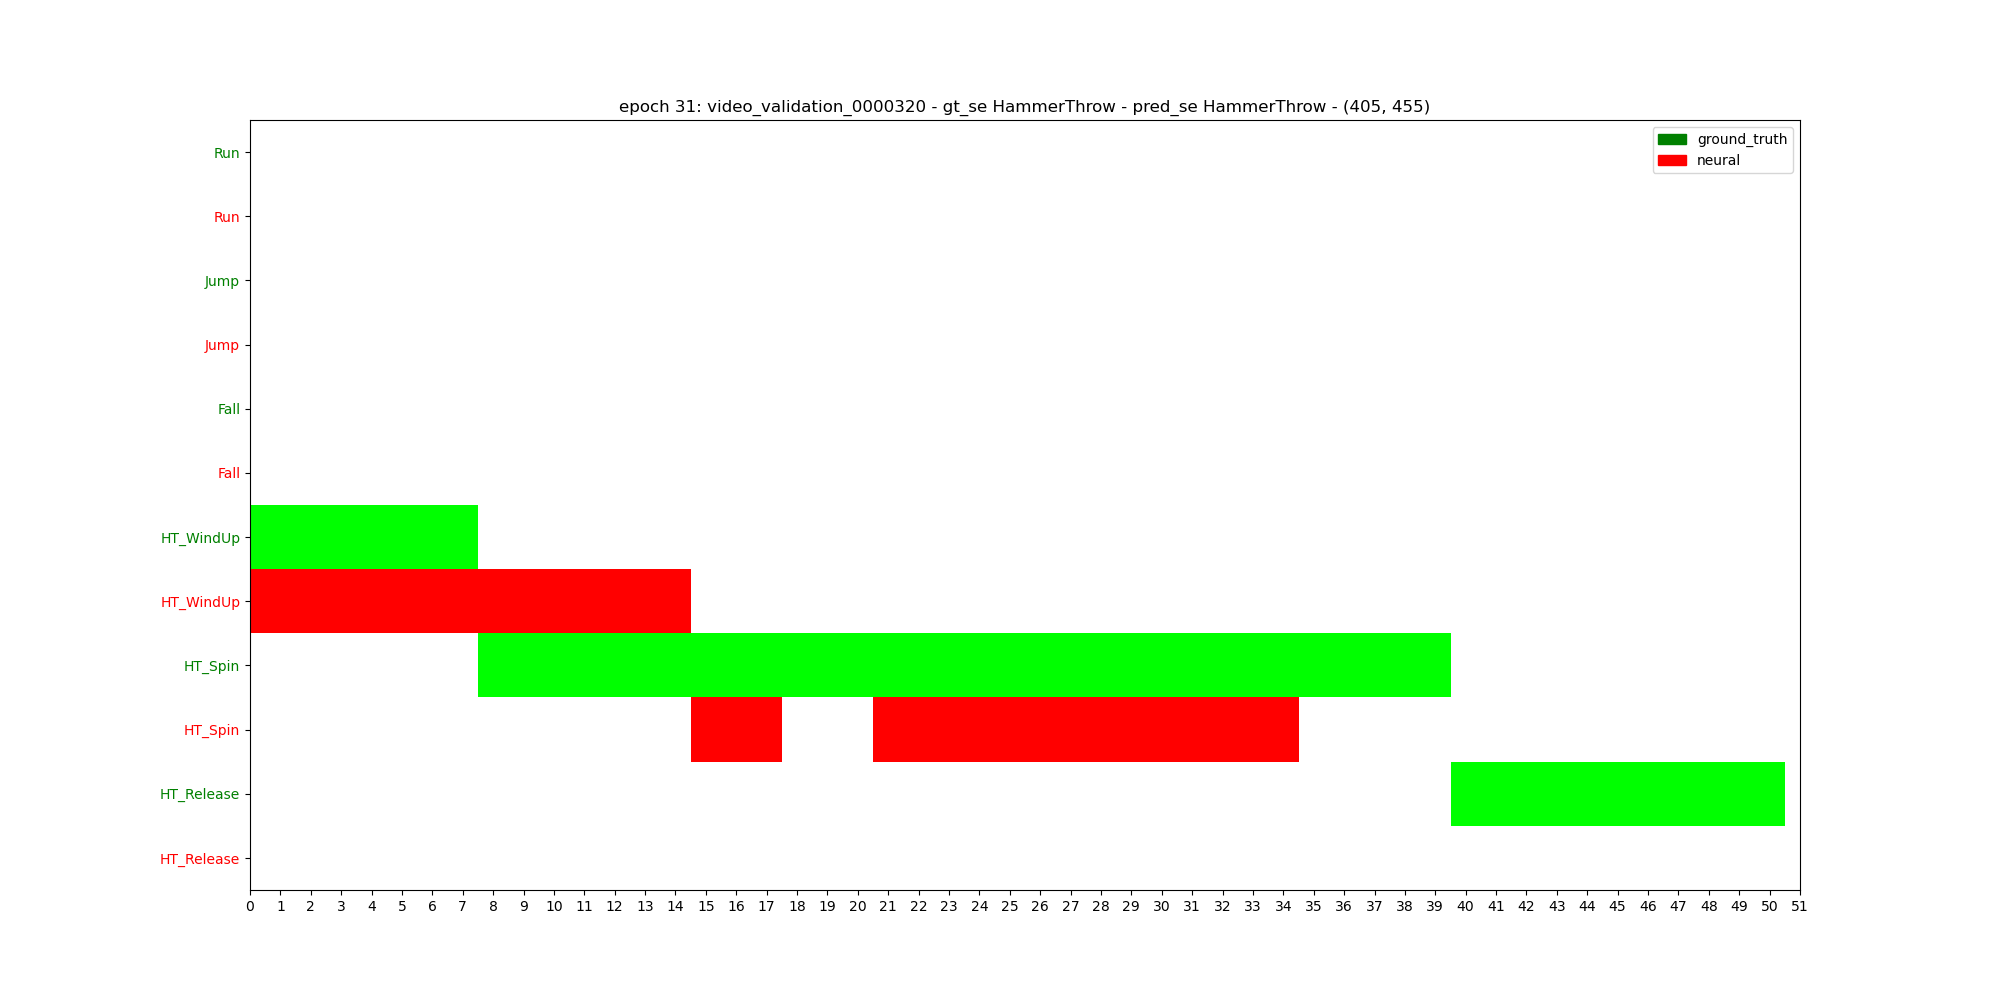 epoch 31: video_validation_0000320 - gt_se HammerThrow - pred_se HammerThrow - (405, 455)
ground_truth
neural
Run
Run
Jump
Jump
Fall
Fall
HT_WindUp
HT_WindUp
HT_Spin
HT_Spin
HT_Release
HT_Release
0 1 2 3 4 5 6 7 8 9 10 11 12 13 14 15 16 17 18 19 20 21 22 23 24 25 26 27 28 29 30 31 32 33 34 35 36 37 38 39 40 41 42 43 44 45 46 47 48 49 50 51